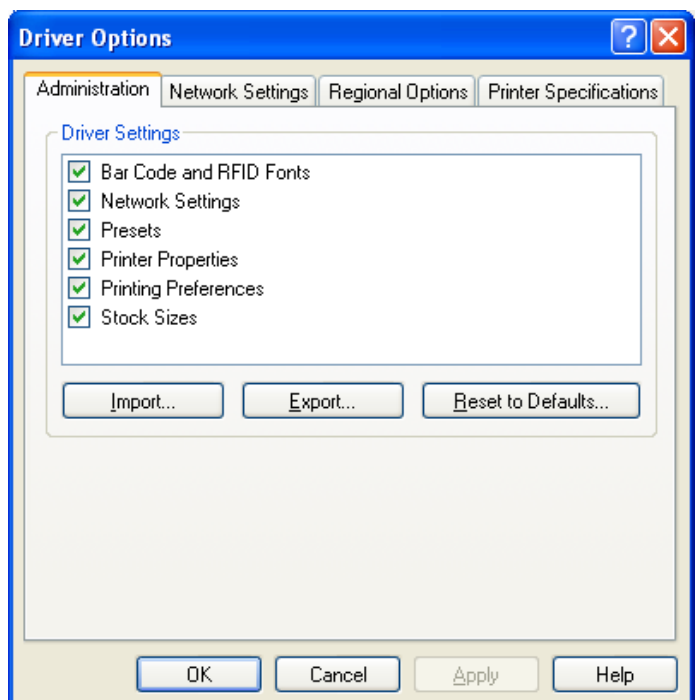 Driver Options
Administration Network Settings Regional Options Printer Specifications
Driver Settings
Bar Code and RFID Fonts
Network Settings
Presets
Printer Properties
Printing Preferences
Stock Sizes
Import... Export... Reset to Defaults...
OK Cancel Apply Help